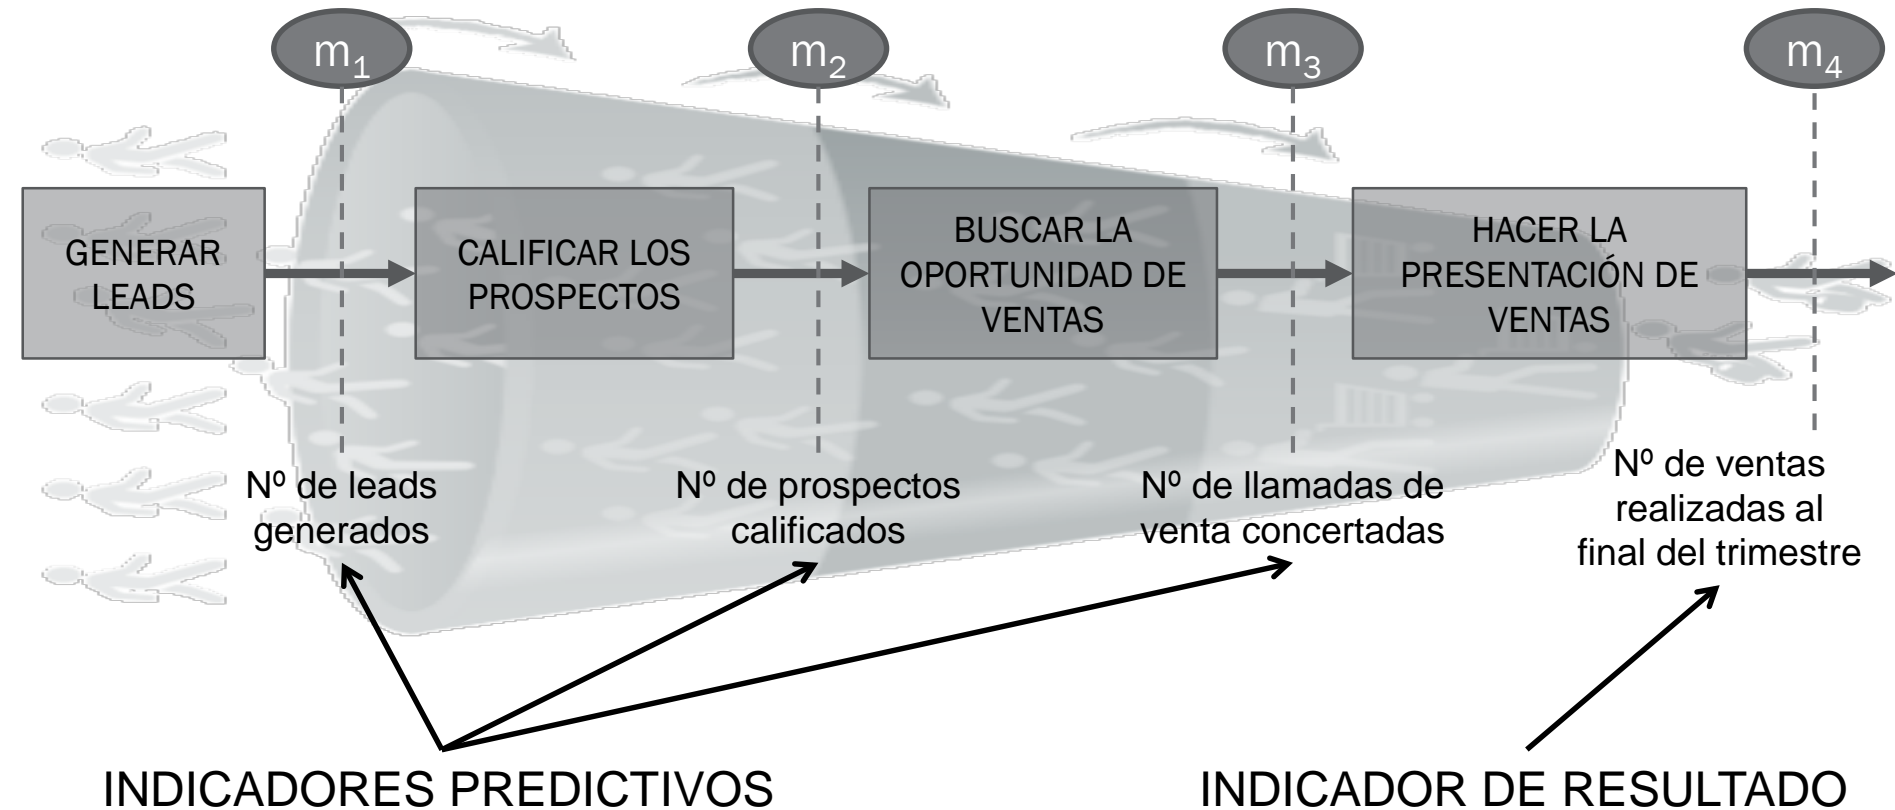 m1
m2
m3
m4
GENERAR
LEADS
CALIFICAR LOS
PROSPECTOS
BUSCAR LA
OPORTUNIDAD DE
VENTAS
HACER LA
PRESENTACIÓN DE
VENTAS
Nº de leads
generados
Nº de prospectos
calificados
Nº de llamadas de
venta concertadas
Nº de ventas
realizadas al
final del trimestre
INDICADORES PREDICTIVOS
INDICADOR DE RESULTADO